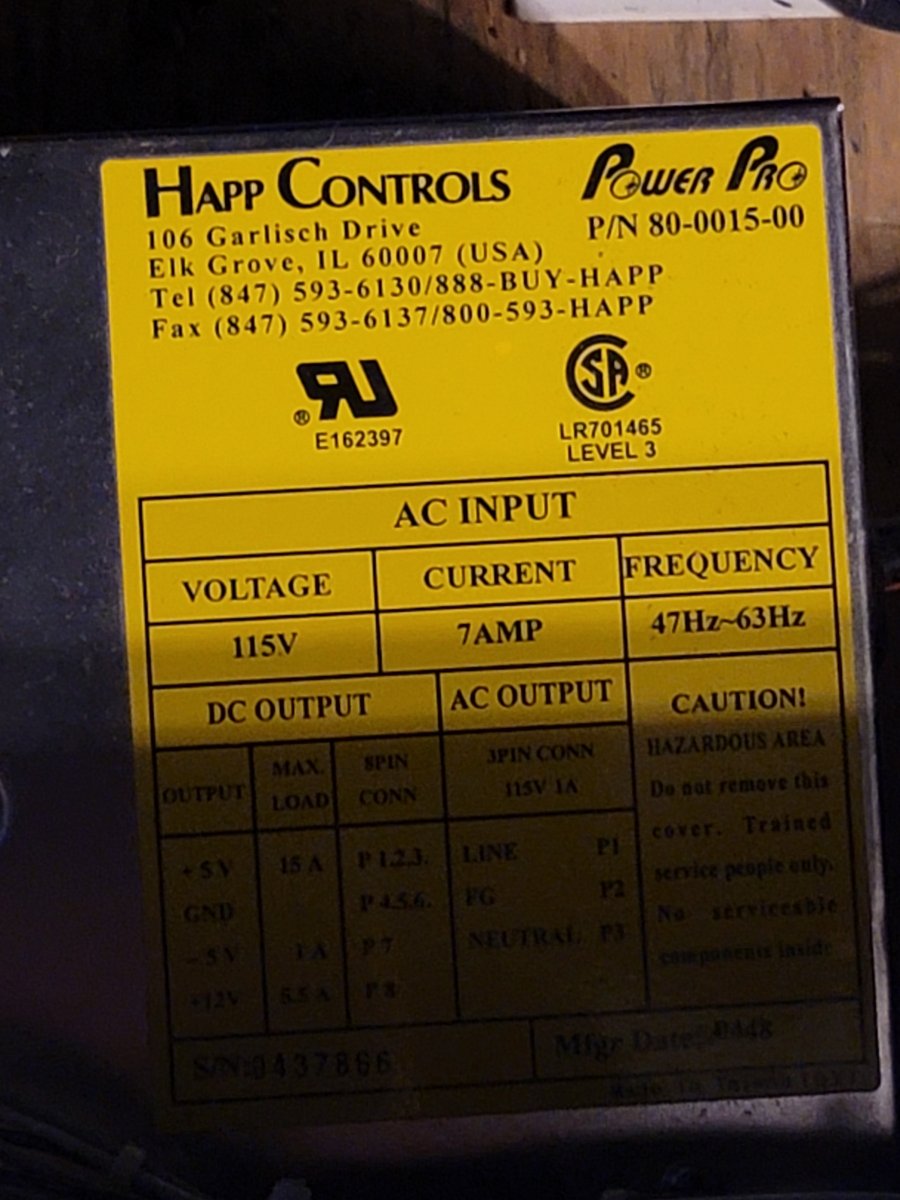 HAPP CONTROLS
POWER PRO
106 Garlisch Drive
P/N 80-0015-00
Elk Grove, IL 60007 (USA)
Tel (847) 593-6130/888-BUY-HAPP
Fax (847) 593-6137/800-593-HAPP
® E162397
SA ®
LR701465
LEVEL 3
AC INPUT
VOLTAGE CURRENT FREQUENCY
115V 7AMP 47Hz~63Hz
DC OUTPUT AC OUTPUT
OUTPUT MAX. LOAD 8PIN CONN
3PIN CONN
115V 1A
+5V 15 A P 1.2.3.
GND P 4.5.6.
-5V 1 A P 7
+12V 5.5 A P 8
LINE P1
FG P2
NEUTRAL P3
CAUTION!
HAZARDOUS AREA
Do not remove this
cover. Trained
service people only.
No serviceable
components inside
S/N:0437866
Mfgr Date:
Made In Taiwan